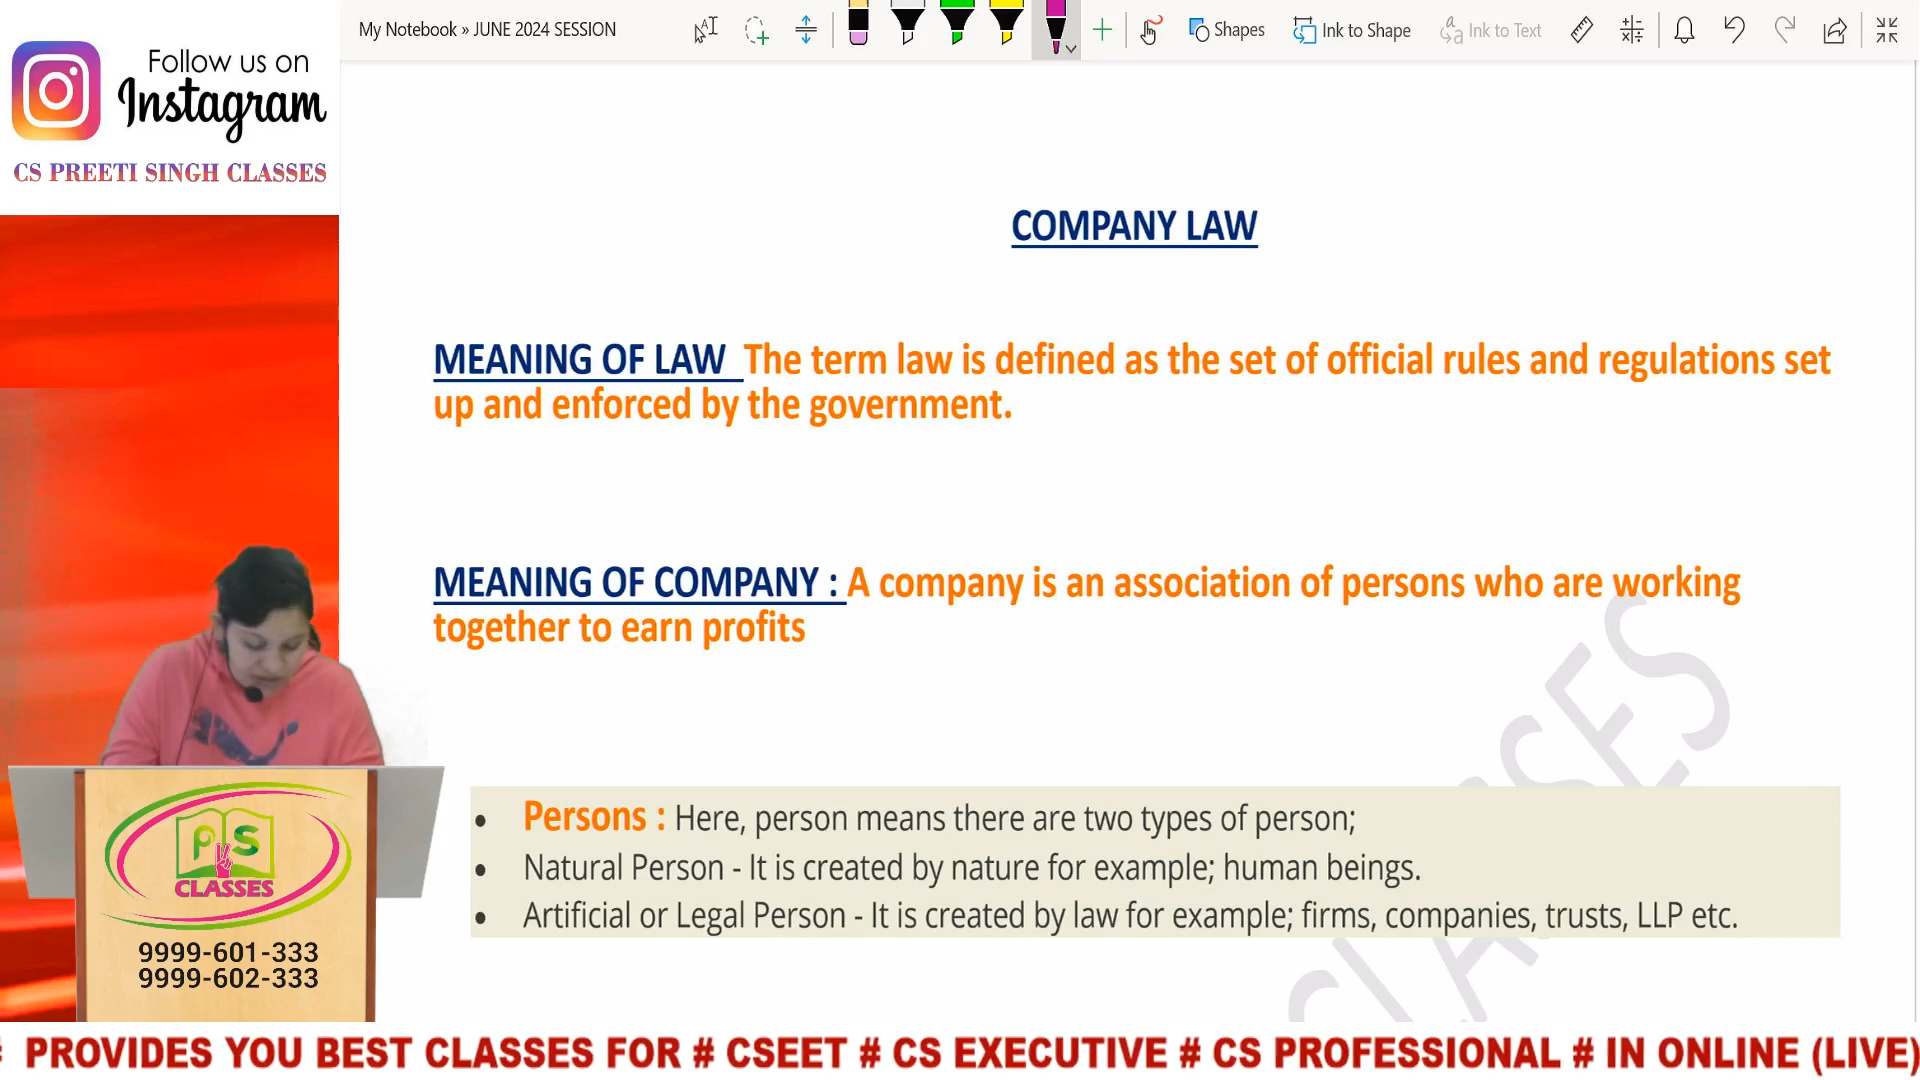 Follow us on
Instagram
CS PREETI SINGH CLASSES
My Notebook » JUNE 2024 SESSION
Shapes
Ink to Shape
Ink to Text
COMPANY LAW
MEANING OF LAW The term law is defined as the set of official rules and regulations set
up and enforced by the government.
MEANING OF COMPANY : A company is an association of persons who are working
together to earn profits
• Persons : Here, person means there are two types of person;
• Natural Person - It is created by nature for example; human beings.
• Artificial or Legal Person - It is created by law for example; firms, companies, trusts, LLP etc.
CLASSES
PS
CLASSES
9999-601-333
9999-602-333
# PROVIDES YOU BEST CLASSES FOR # CSEET # CS EXECUTIVE # CS PROFESSIONAL # IN ONLINE (LIVE)